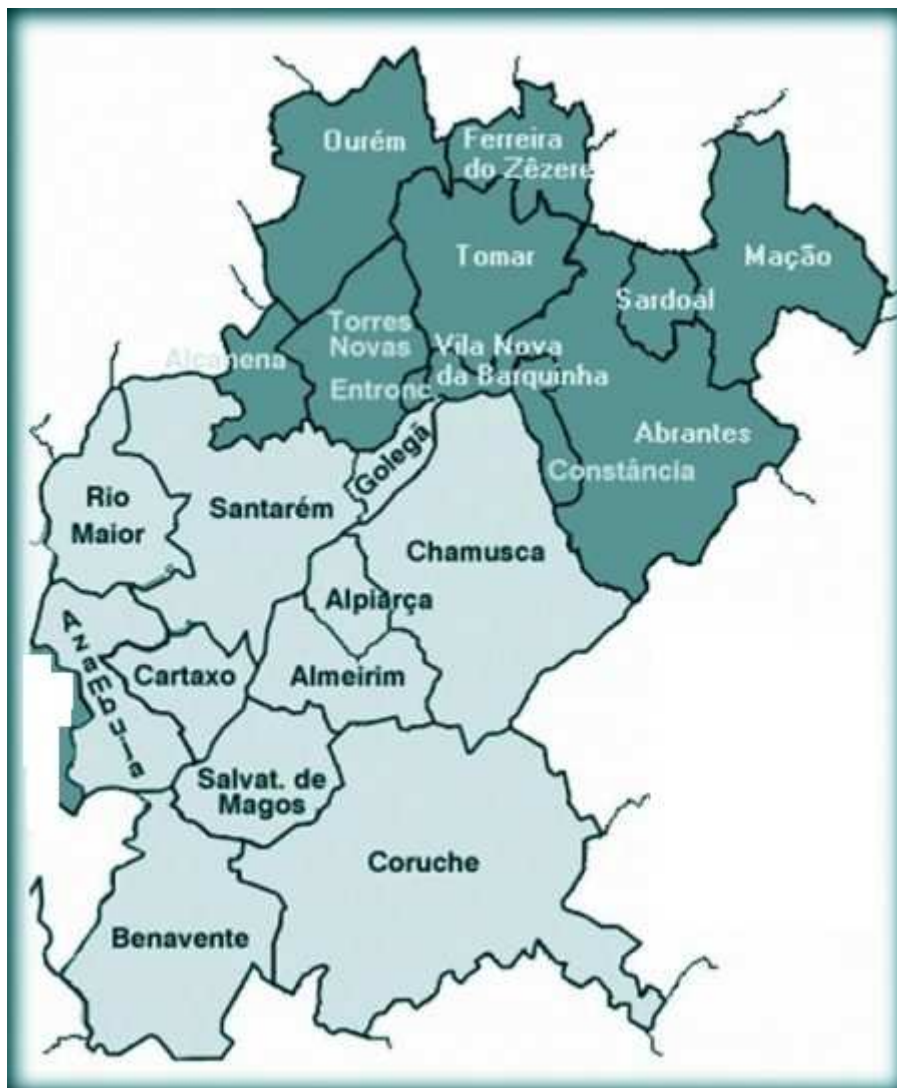 Ourém
Ferreira
do Zêzere
Tomar
Mação
Sardoal
Torres
Novas
Vila Nova
da Barquinha
Alcanena
Entronc
Abrantes
Golegã
Constância
Rio
Maior
Santarém
Chamusca
Alpiarça
Azambuja
Cartaxo
Almeirim
Salvat. de
Magos
Coruche
Benavente